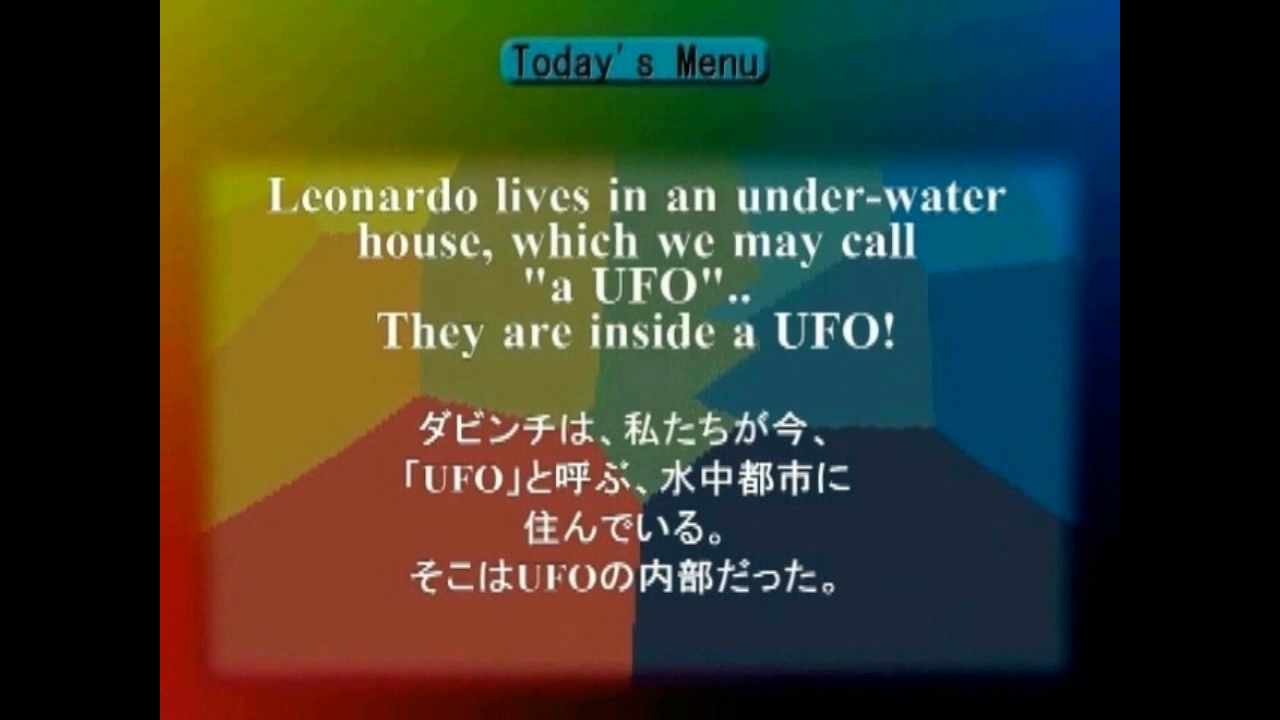 Today's Menu
Leonardo lives in an under-water
house, which we may call
"a UFO"..
They are inside a UFO!
ダビンチは、私たちが今、
「UFO」と呼ぶ、水中都市に
住んでいる。
そこはUFOの内部だった。